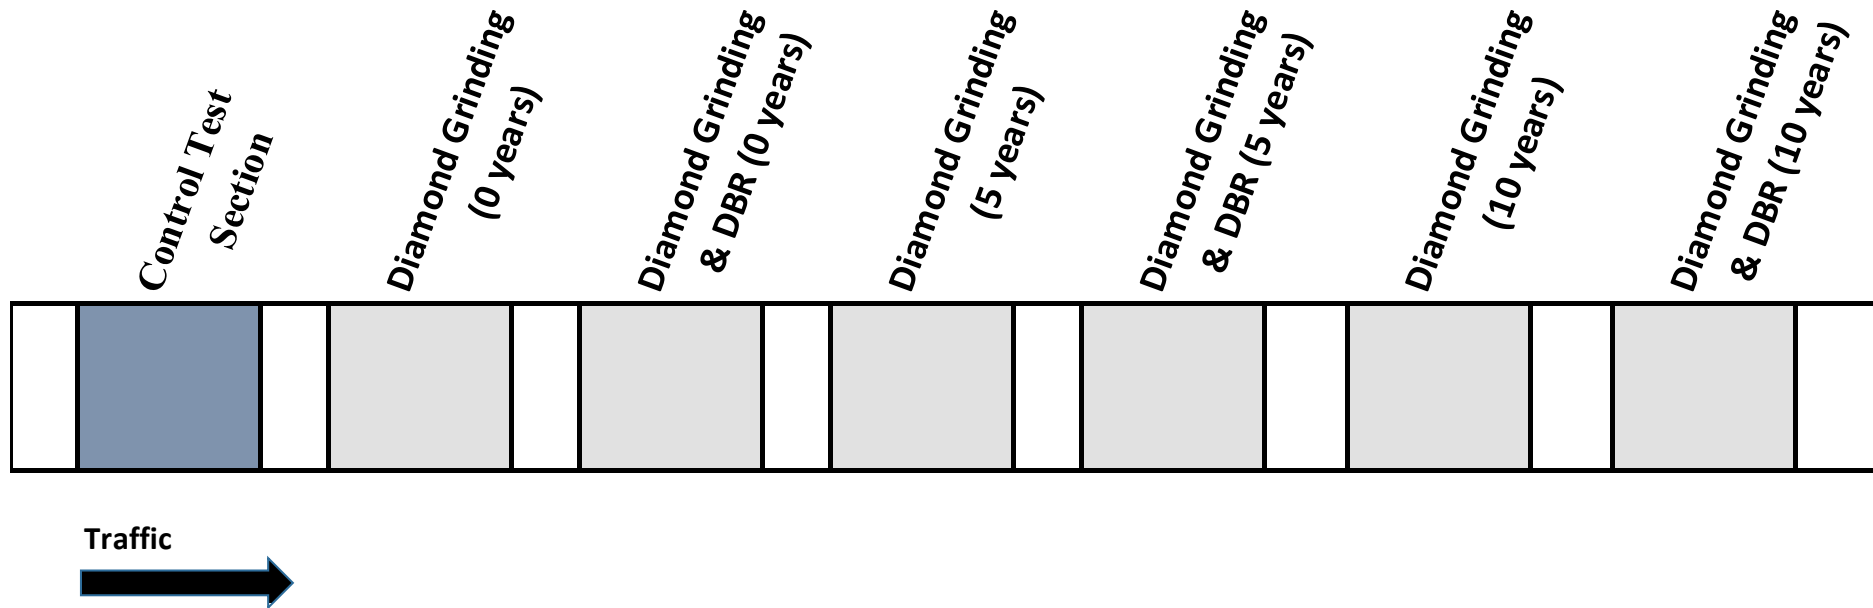 Control Test
Section
Diamond Grinding
(0 years)
Diamond Grinding
& DBR (0 years)
Diamond Grinding
(5 years)
Diamond Grinding
& DBR (5 years)
Diamond Grinding
(10 years)
Diamond Grinding
& DBR (10 years)
Traffic